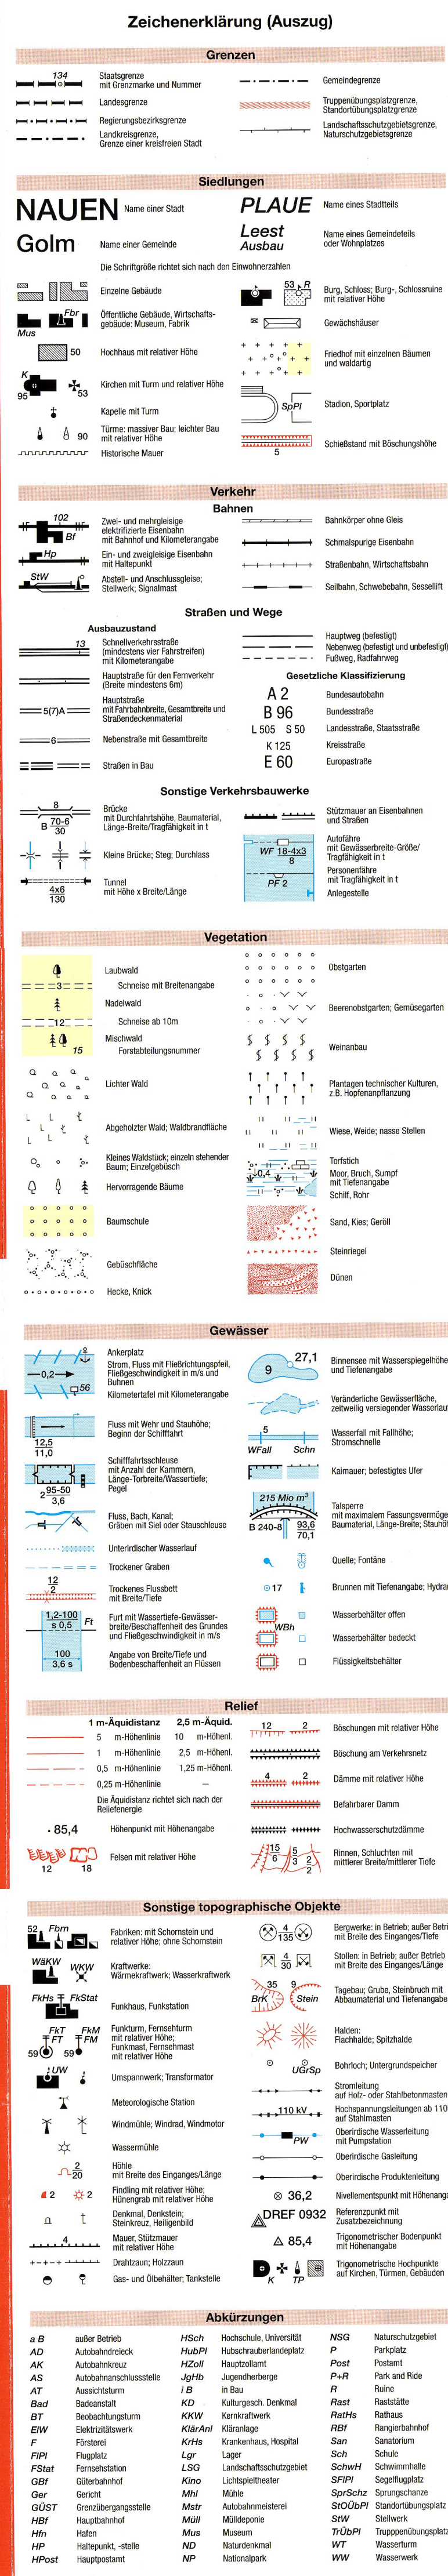 Zeichenerklärung (Auszug)
Grenzen
134
Staatsgrenze
mit Grenzmarke und Nummer
Landesgrenze
Regierungsbezirksgrenze
Landkreisgrenze,
Grenze einer kreisfreien Stadt
Gemeindegrenze
Truppenübungsplatzgrenze,
Standortübungsplatzgrenze
Landschaftsschutzgebietsgrenze,
Naturschutzgebietsgrenze
Siedlungen
NAUEN Name einer Stadt
Golm Name einer Gemeinde
PLAUE Name eines Stadtteils
Leest
Ausbau
Name eines Gemeindeteils
oder Wohnplatzes
Die Schriftgröße richtet sich nach den Einwohnerzahlen
Einzelne Gebäude
Fbr
Mus
Öffentliche Gebäude, Wirtschafts-
gebäude: Museum, Fabrik
50 Hochhaus mit relativer Höhe
K
95
53
Kirchen mit Turm und relativer Höhe
Kapelle mit Turm
90
Türme: massiver Bau; leichter Bau
mit relativer Höhe
Historische Mauer
53 R
Burg, Schloss; Burg-, Schlossruine
mit relativer Höhe
Gewächshäuser
Friedhof mit einzelnen Bäumen
und waldartig
SpPl
Stadion, Sportplatz
5
Schießstand mit Böschungshöhe
Verkehr
Bahnen
102
Bf
Zwei- und mehrgleisige
elektrifizierte Eisenbahn
mit Bahnhof und Kilometerangabe
Hp
Ein- und zweigleisige Eisenbahn
mit Haltepunkt
StW
Abstell- und Anschlussgleise;
Stellwerk; Signalmast
Bahnkörper ohne Gleis
Schmalspurige Eisenbahn
Straßenbahn, Wirtschaftsbahn
Seilbahn, Schwebebahn, Sessellift
Straßen und Wege
Ausbauzustand
13
Schnellverkehrsstraße
(mindestens vier Fahrstreifen)
mit Kilometerangabe
Hauptstraße für den Fernverkehr
(Breite mindestens 6m)
5(7)A
Hauptstraße
mit Fahrbahnbreite, Gesamtbreite und
Straßendeckenmaterial
6 Nebenstraße mit Gesamtbreite
Straßen in Bau
Hauptweg (befestigt)
Nebenweg (befestigt und unbefestigt)
Fußweg, Radfahrweg
Gesetzliche Klassifizierung
A 2 Bundesautobahn
B 96 Bundesstraße
L 505 S 50 Landesstraße, Staatsstraße
K 125 Kreisstraße
E 60 Europastraße
Sonstige Verkehrsbauwerke
8
B 70-6
30
Brücke
mit Durchfahrtshöhe, Baumaterial,
Länge-Breite/Tragfähigkeit in t
Kleine Brücke; Steg; Durchlass
4x6
130
Tunnel
mit Höhe x Breite/Länge
Stützmauer an Eisenbahnen
und Straßen
WF 18-4x3
8
Autofähre
mit Gewässerbreite-Größe/
Tragfähigkeit in t
PF 2
Personenfähre
mit Tragfähigkeit in t
Anlegestelle
Vegetation
Laubwald
3 Schneise mit Breitenangabe
Nadelwald
12 Schneise ab 10m
Mischwald
15 Forstabteilungsnummer
Lichter Wald
Abgeholzter Wald; Waldbrandfläche
Kleines Waldstück; einzeln stehender
Baum; Einzelgebüsch
Hervorragende Bäume
Baumschule
Gebüschfläche
Hecke, Knick
Obstgarten
Beerenobstgarten; Gemüsegarten
Weinanbau
Plantagen technischer Kulturen,
z.B. Hopfenanpflanzung
Wiese, Weide; nasse Stellen
0,4
Torfstich
Moor, Bruch, Sumpf
mit Tiefenangabe
Schilf, Rohr
Sand, Kies; Geröll
Steinriegel
Dünen
Gewässer
Ankerplatz
0,2
Strom, Fluss mit Fließrichtungspfeil,
Fließgeschwindigkeit in m/s und
Buhnen
56
Kilometertafel mit Kilometerangabe
12,5
11,0
Fluss mit Wehr und Stauhöhe;
Beginn der Schifffahrt
2 95-50
3,6
Schifffahrtsschleuse
mit Anzahl der Kammern,
Länge-Torbreite/Wassertiefe;
Pegel
Fluss, Bach, Kanal;
Gräben mit Siel oder Stauschleuse
Unterirdischer Wasserlauf
Trockener Graben
12
2
Trockenes Flussbett
mit Breite/Tiefe
1,2-100
s 0,5
Ft
Furt mit Wassertiefe-Gewässer-
breite/Beschaffenheit des Grundes
und Fließgeschwindigkeit in m/s
100
3,6 s
Angabe von Breite/Tiefe und
Bodenbeschaffenheit an Flüssen
27,1
9
Binnensee mit Wasserspiegelhöhe
und Tiefenangabe
Veränderliche Gewässerfläche,
zeitweilig versiegender Wasserlauf
5
WFall Schn
Wasserfall mit Fallhöhe;
Stromschnelle
Kaimauer; befestigtes Ufer
215 Mio m³
B 240-8 93,6
70,1
Talsperre
mit maximalem Fassungsvermöge
Baumaterial, Länge-Breite; Stauhöh
Quelle; Fontäne
17
Brunnen mit Tiefenangabe; Hydra
WBh
Wasserbehälter offen
Wasserbehälter bedeckt
Flüssigkeitsbehälter
Relief
1 m-Äquidistanz 2,5 m-Äquid.
5 m-Höhenlinie 10 m-Höhenl.
1 m-Höhenlinie 2,5 m-Höhenl.
0,5 m-Höhenlinie 1,25 m-Höhenl.
0,25 m-Höhenlinie –
Die Äquidistanz richtet sich nach der
Reliefenergie
85,4 Höhenpunkt mit Höhenangabe
12 18
Felsen mit relativer Höhe
12 2
Böschungen mit relativer Höhe
Böschung am Verkehrsnetz
4 2
Dämme mit relativer Höhe
Befahrbarer Damm
Hochwasserschutzdämme
15
6
5
3
2
2
Rinnen, Schluchten mit
mittlerer Breite/mittlerer Tiefe
Sonstige topographische Objekte
52 Fbrn
Fabriken: mit Schornstein und
relativer Höhe; ohne Schornstein
WäKW WKW
Kraftwerke:
Wärmekraftwerk; Wasserkraftwerk
FkHs FkStat
Funkhaus, Funkstation
FkT
FT
59
FkM
FM
59
Funkturm, Fernsehturm
mit relativer Höhe;
Funkmast, Fernsehmast
mit relativer Höhe
UW
Umspannwerk; Transformator
Meteorologische Station
Windmühle; Windrad, Windmotor
Wassermühle
2
20
Höhle
mit Breite des Einganges/Länge
2 2
Findling mit relativer Höhe;
Hünengrab mit relativer Höhe
Denkmal, Denkstein;
Steinkreuz, Heiligenbild
4
Mauer, Stützmauer
mit relativer Höhe
Drahtzaun; Holzzaun
Gas- und Ölbehälter; Tankstelle
4
135
Bergwerke: in Betrieb; außer Betri
mit Breite des Einganges/Tiefe
4
30
Stollen: in Betrieb; außer Betrieb
mit Breite des Einganges/Länge
35 9
BrK Stein
Tagebau; Grube, Steinbruch mit
Abbaumaterial und Tiefenangabe
Halden:
Flachhalde; Spitzhalde
UGrSp
Bohrloch; Untergrundspeicher
Stromleitung
auf Holz- oder Stahlbetonmasten
110 kV
Hochspannungsleitungen ab 110
auf Stahlmasten
PW
Oberirdische Wasserleitung
mit Pumpstation
Oberirdische Gasleitung
Oberirdische Produktenleitung
36,2 Nivellementspunkt mit Höhenanga
DREF 0932
Referenzpunkt mit
Zusatzbezeichnung
85,4
Trigonometrischer Bodenpunkt
mit Höhenangabe
K TP
Trigonometrische Hochpunkte
auf Kirchen, Türmen, Gebäuden
Abkürzungen
a B außer Betrieb
AD Autobahndreieck
AK Autobahnkreuz
AS Autobahnanschlussstelle
AT Aussichtsturm
Bad Badeanstalt
BT Beobachtungsturm
EIW Elektrizitätswerk
F Försterei
FlPl Flugplatz
FStat Fernsehstation
GBf Güterbahnhof
Ger Gericht
GÜST Grenzübergangsstelle
HBf Hauptbahnhof
Hfn Hafen
HP Haltepunkt, -stelle
HPost Hauptpostamt
HSch Hochschule, Universität
HubPl Hubschrauberlandeplatz
HZoll Hauptzollamt
JgHb Jugendherberge
i B in Bau
KD Kulturgesch. Denkmal
KKW Kernkraftwerk
KlärAnl Kläranlage
KrHs Krankenhaus, Hospital
Lgr Lager
LSG Landschaftsschutzgebiet
Kino Lichtspieltheater
Mhl Mühle
Mstr Autobahnmeisterei
Müll Mülldeponie
Mus Museum
ND Naturdenkmal
NP Nationalpark
NSG Naturschutzgebiet
P Parkplatz
Post Postamt
P+R Park and Ride
R Ruine
Rast Raststätte
RatHs Rathaus
RBf Rangierbahnhof
San Sanatorium
Sch Schule
SchwH Schwimmhalle
SFlPl Segelflugplatz
SprSchz Sprungschanze
StOÜbPl Standortübungsplatz
StW Stellwerk
TrÜbPl Truppenübungsplatz
WT Wasserturm
WW Wasserwerk